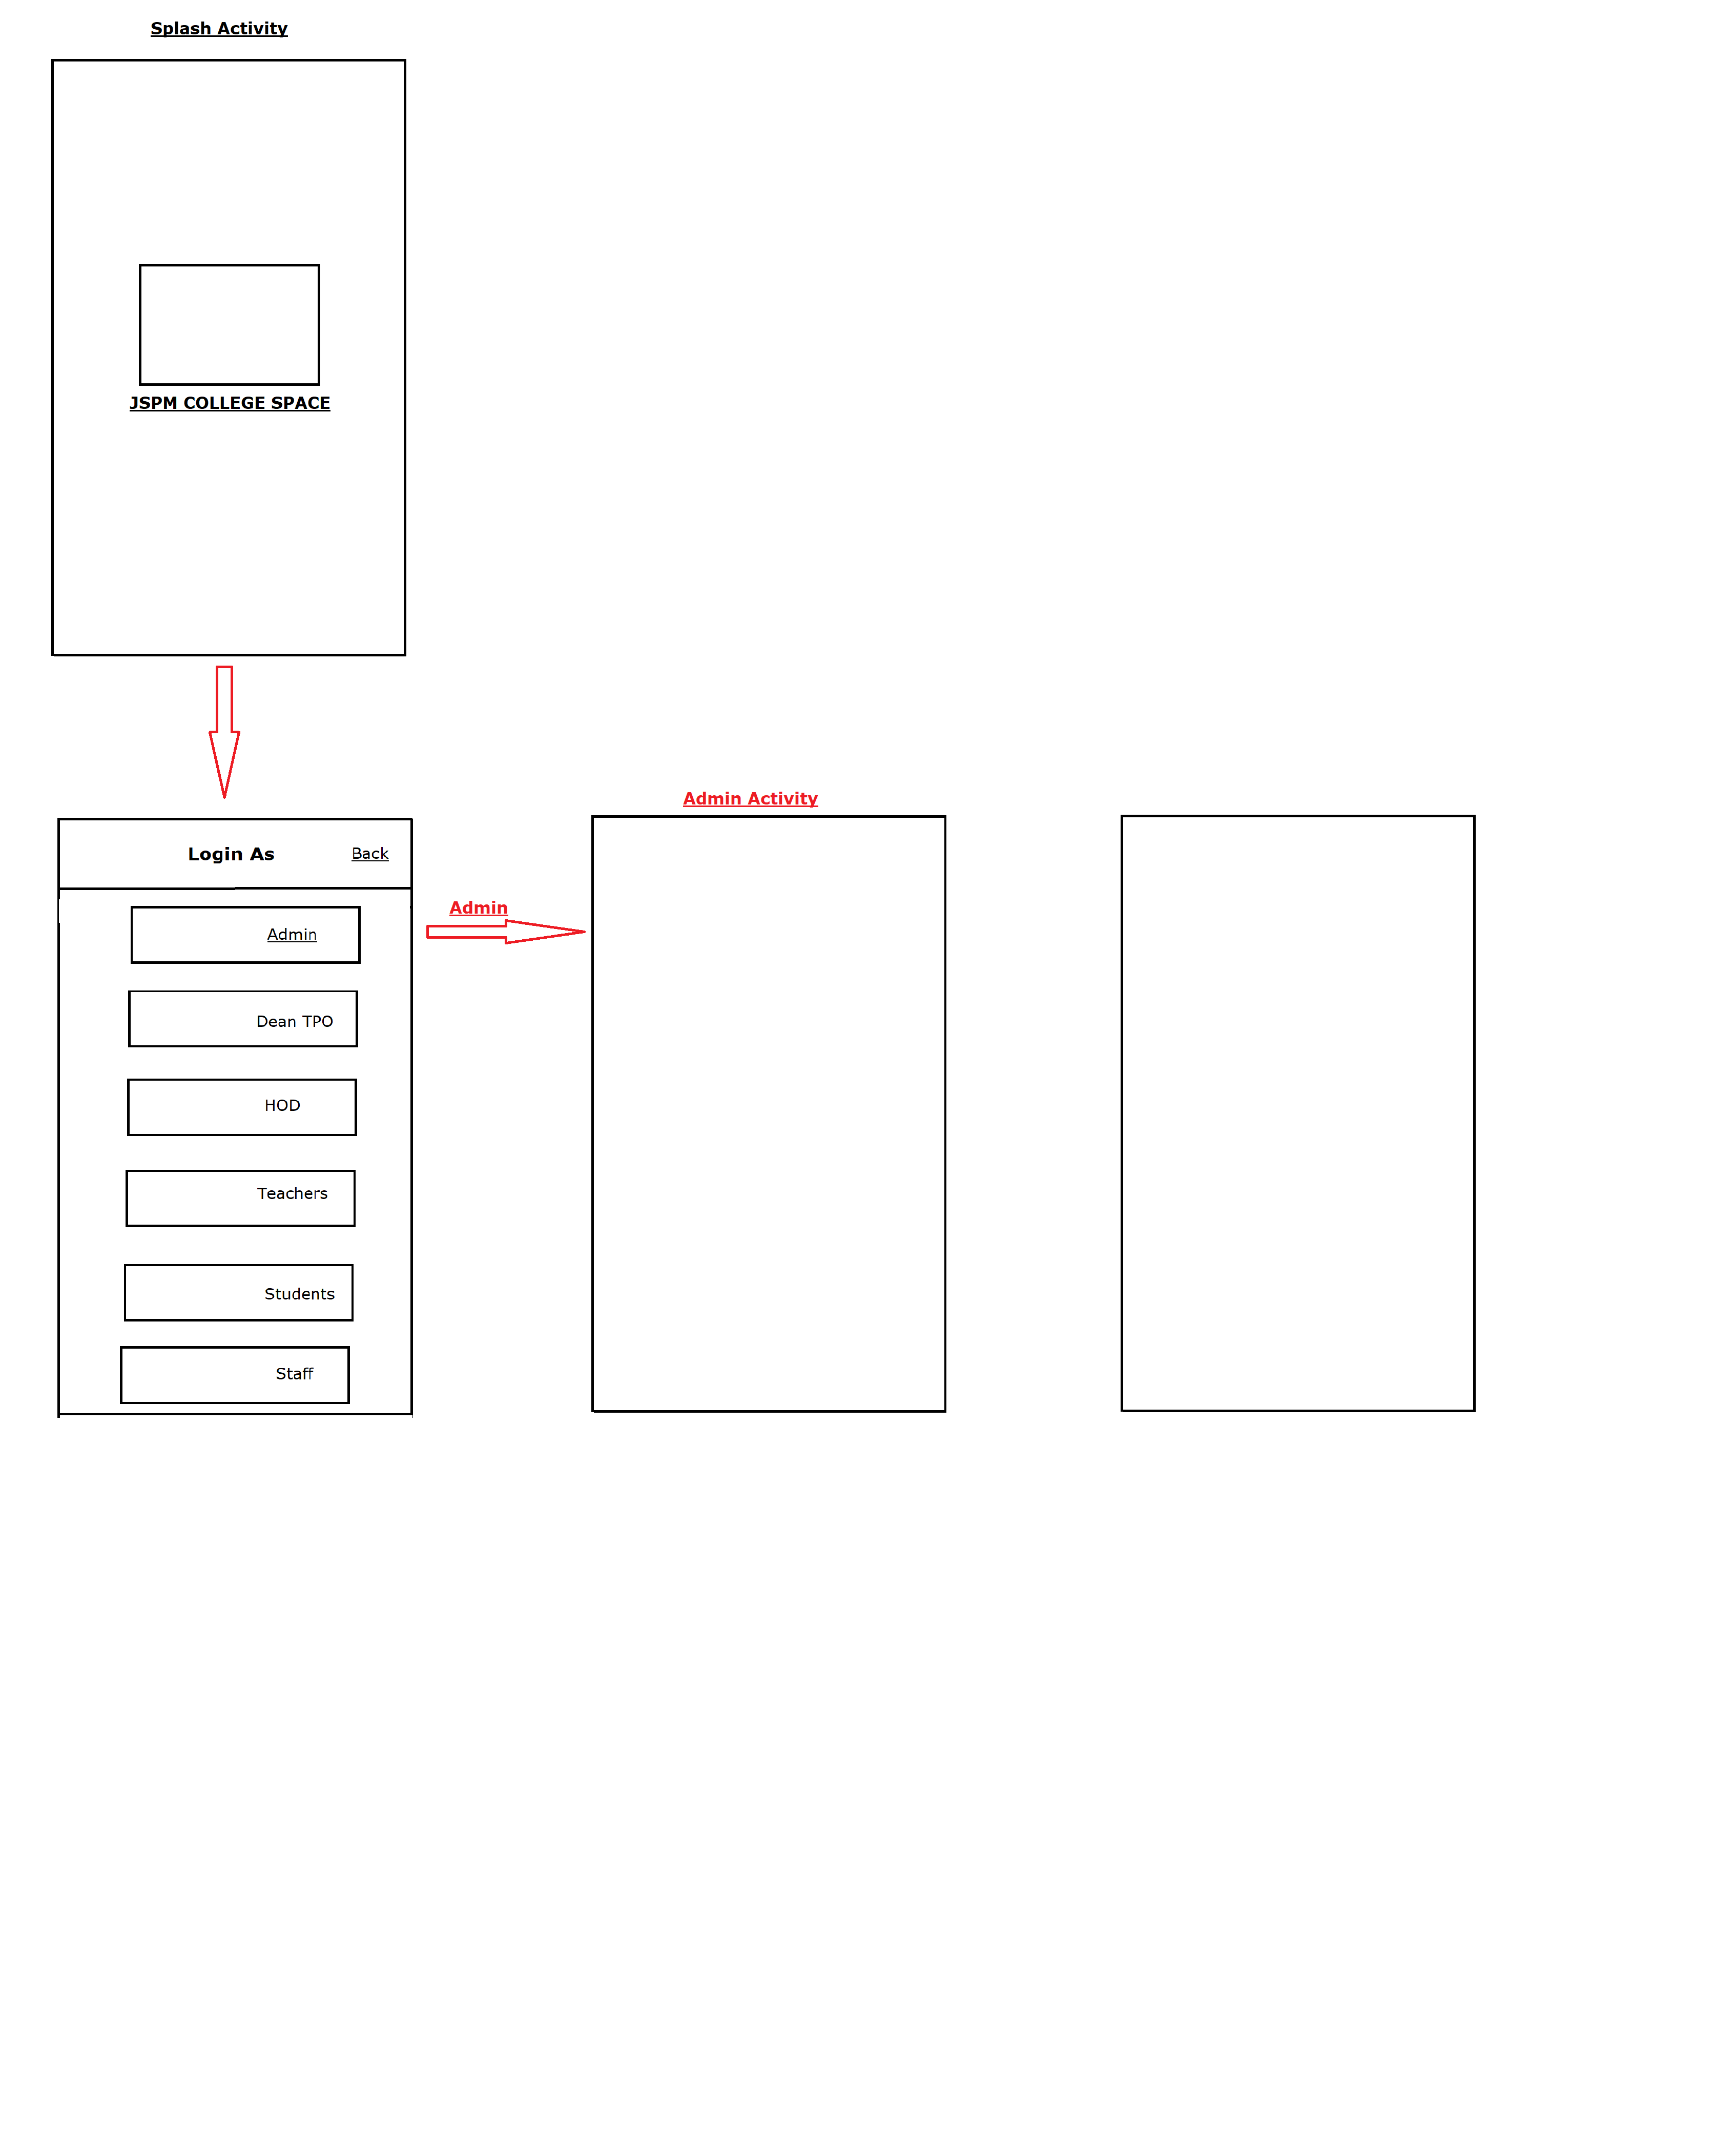 Splash Activity
JSPM COLLEGE SPACE
Admin Activity
Login As
Back
Admin
Admin
Dean TPO
HOD
Teachers
Students
Staff